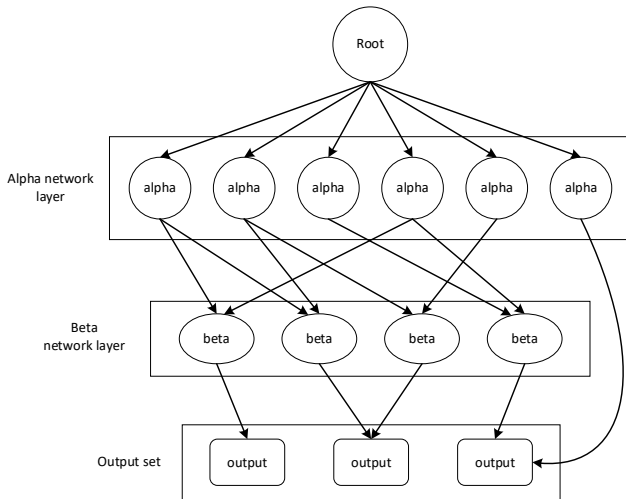 Root
Alpha network
layer
alpha
alpha
alpha
alpha
alpha
alpha
Beta
network layer
beta
beta
beta
beta
Output set
output
output
output